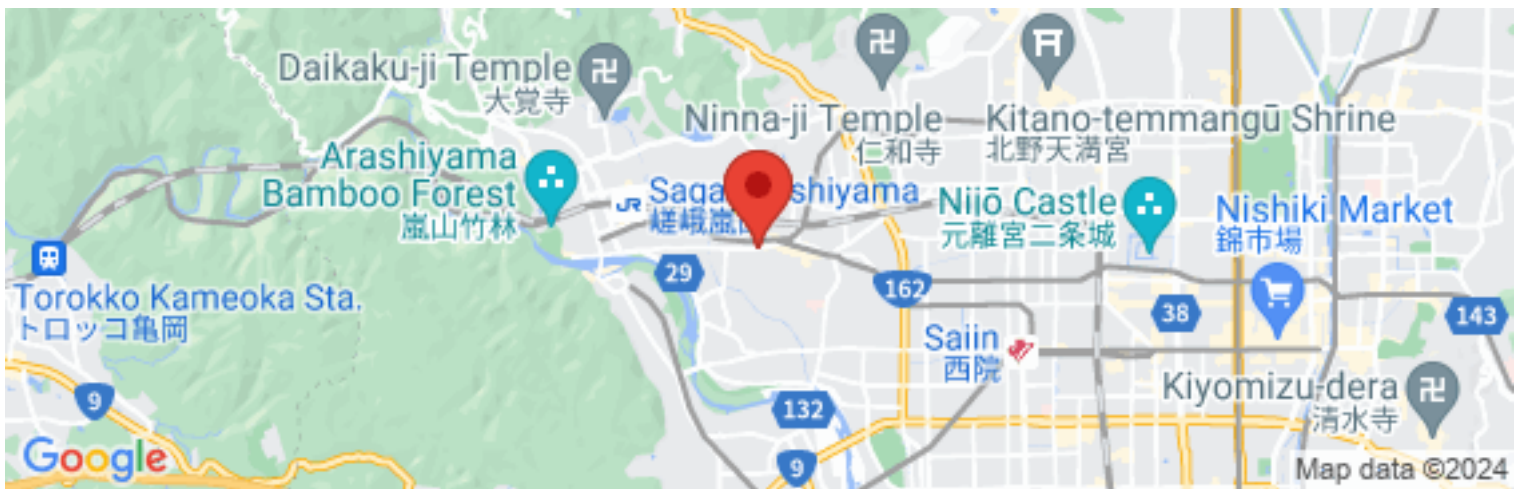 Daikaku-ji Temple
大覚寺
Ninna-ji Temple
仁和寺
Kitano-temmangū Shrine
北野天満宮
Arashiyama
Bamboo Forest
嵐山竹林
JR
Nijō Castle
元離宮二条城
Nishiki Market
錦市場
Torokko Kameoka Sta.
トロッコ亀岡
29
162
38
143
Saiin
西院
Kiyomizu-dera
清水寺
9
132
9
Google
Map data ©2024